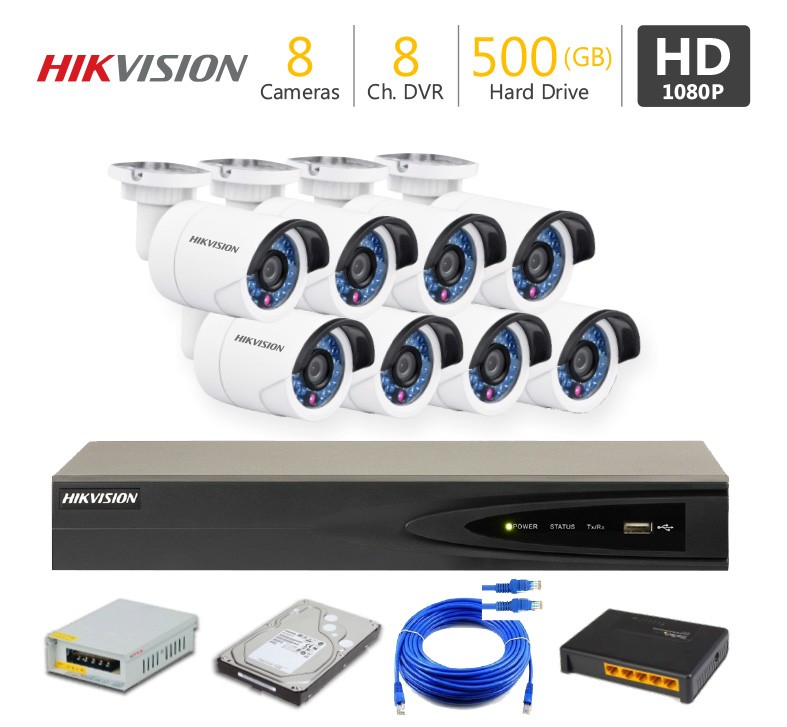 HIKVISION
8 Cameras
8 Ch. DVR
500 (GB) Hard Drive
HD 1080P
HIKVISION
HIKVISION
HIKVISION
POWER STATUS Tx/Rx